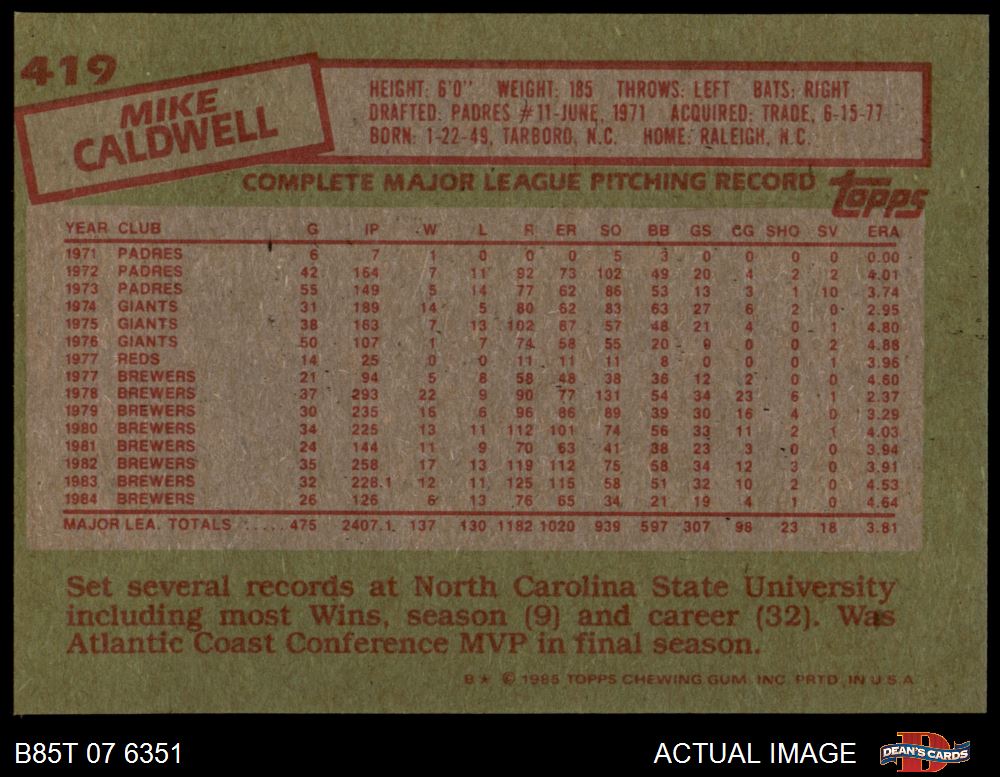 419
MIKE
CALDWELL
HEIGHT: 6'0" WEIGHT: 185 THROWS: LEFT BATS: RIGHT
DRAFTED: PADRES #11-JUNE, 1971 ACQUIRED: TRADE, 6-15-77
BORN: 1-22-49, TARBORO, N.C. HOME: RALEIGH, N.C.
COMPLETE MAJOR LEAGUE PITCHING RECORD
topps
YEAR CLUB G IP W L R ER SO BB GS CG SHO SV ERA
1971 PADRES 6 7 1 0 0 0 5 3 0 0 0 0 0.00
1972 PADRES 42 164 7 11 92 73 102 49 20 4 2 2 4.01
1973 PADRES 55 149 5 14 77 62 86 53 13 3 1 10 3.74
1974 GIANTS 31 189 14 5 80 62 83 63 27 6 2 0 2.95
1975 GIANTS 38 163 7 13 102 87 57 48 21 4 0 1 4.80
1976 GIANTS 50 107 1 7 74 58 55 20 9 0 0 2 4.88
1977 REDS 14 25 0 0 11 11 11 8 0 0 0 1 3.96
1977 BREWERS 21 94 5 8 58 48 38 36 12 2 0 0 4.60
1978 BREWERS 37 293 22 9 90 77 131 54 34 23 6 1 2.37
1979 BREWERS 30 235 16 6 96 86 89 39 30 16 4 0 3.29
1980 BREWERS 34 225 13 11 112 101 74 56 33 11 2 1 4.03
1981 BREWERS 24 144 11 9 70 63 41 38 23 3 0 0 3.94
1982 BREWERS 35 258 17 13 119 112 75 58 34 12 3 0 3.91
1983 BREWERS 32 228.1 12 11 125 115 58 51 32 10 2 0 4.53
1984 BREWERS 26 126 6 13 76 65 34 21 19 4 1 0 4.64
MAJOR LEA. TOTALS ..... 475 2407.1 137 130 1182 1020 939 597 307 98 23 18 3.81
Set several records at North Carolina State University
including most Wins, season (9) and career (32). Was
Atlantic Coast Conference MVP in final season.
B★ © 1985 TOPPS CHEWING GUM, INC. PRTD. IN U.S.A.
B85T 07 6351
ACTUAL IMAGE
D
DEAN'S CARDS